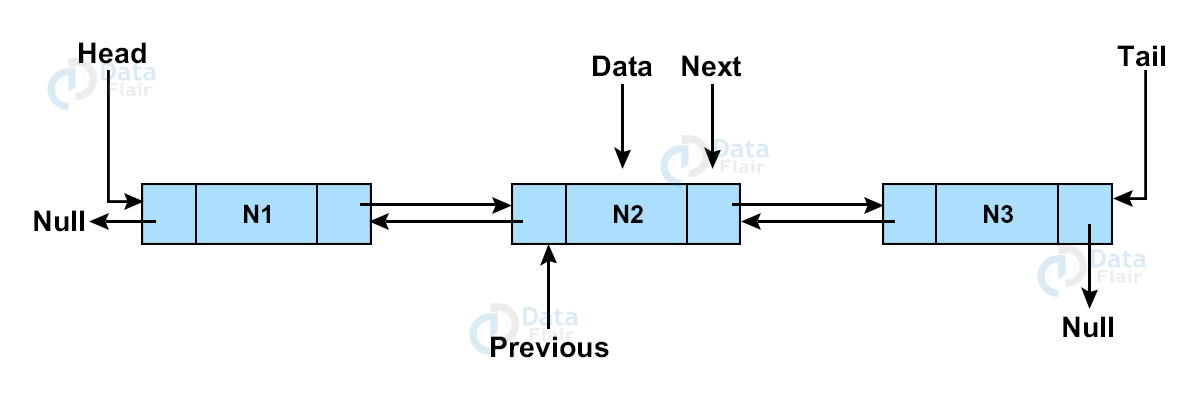 Head
Data Next
Tail
Data
Flair
Data
Flair
N1
N2
N3
Null
Data
Flair
Data
Flair
Null
Previous